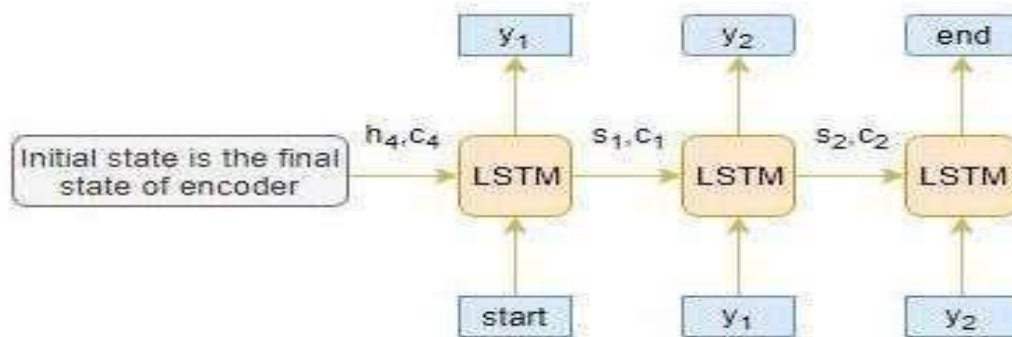 y₁
y₂
end
h₄,c₄
s₁,c₁
s₂,c₂
Initial state is the final
state of encoder
LSTM
LSTM
LSTM
start
y₁
y₂